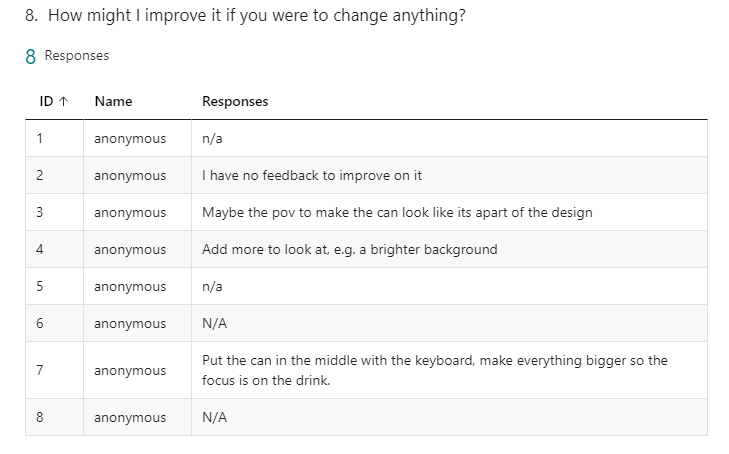 8. How might I improve it if you were to change anything?
8 Responses
ID ↑ Name Responses
1 anonymous n/a
2 anonymous I have no feedback to improve on it
3 anonymous Maybe the pov to make the can look like its apart of the design
4 anonymous Add more to look at, e.g. a brighter background
5 anonymous n/a
6 anonymous N/A
7 anonymous Put the can in the middle with the keyboard, make everything bigger so the
focus is on the drink.
8 anonymous N/A